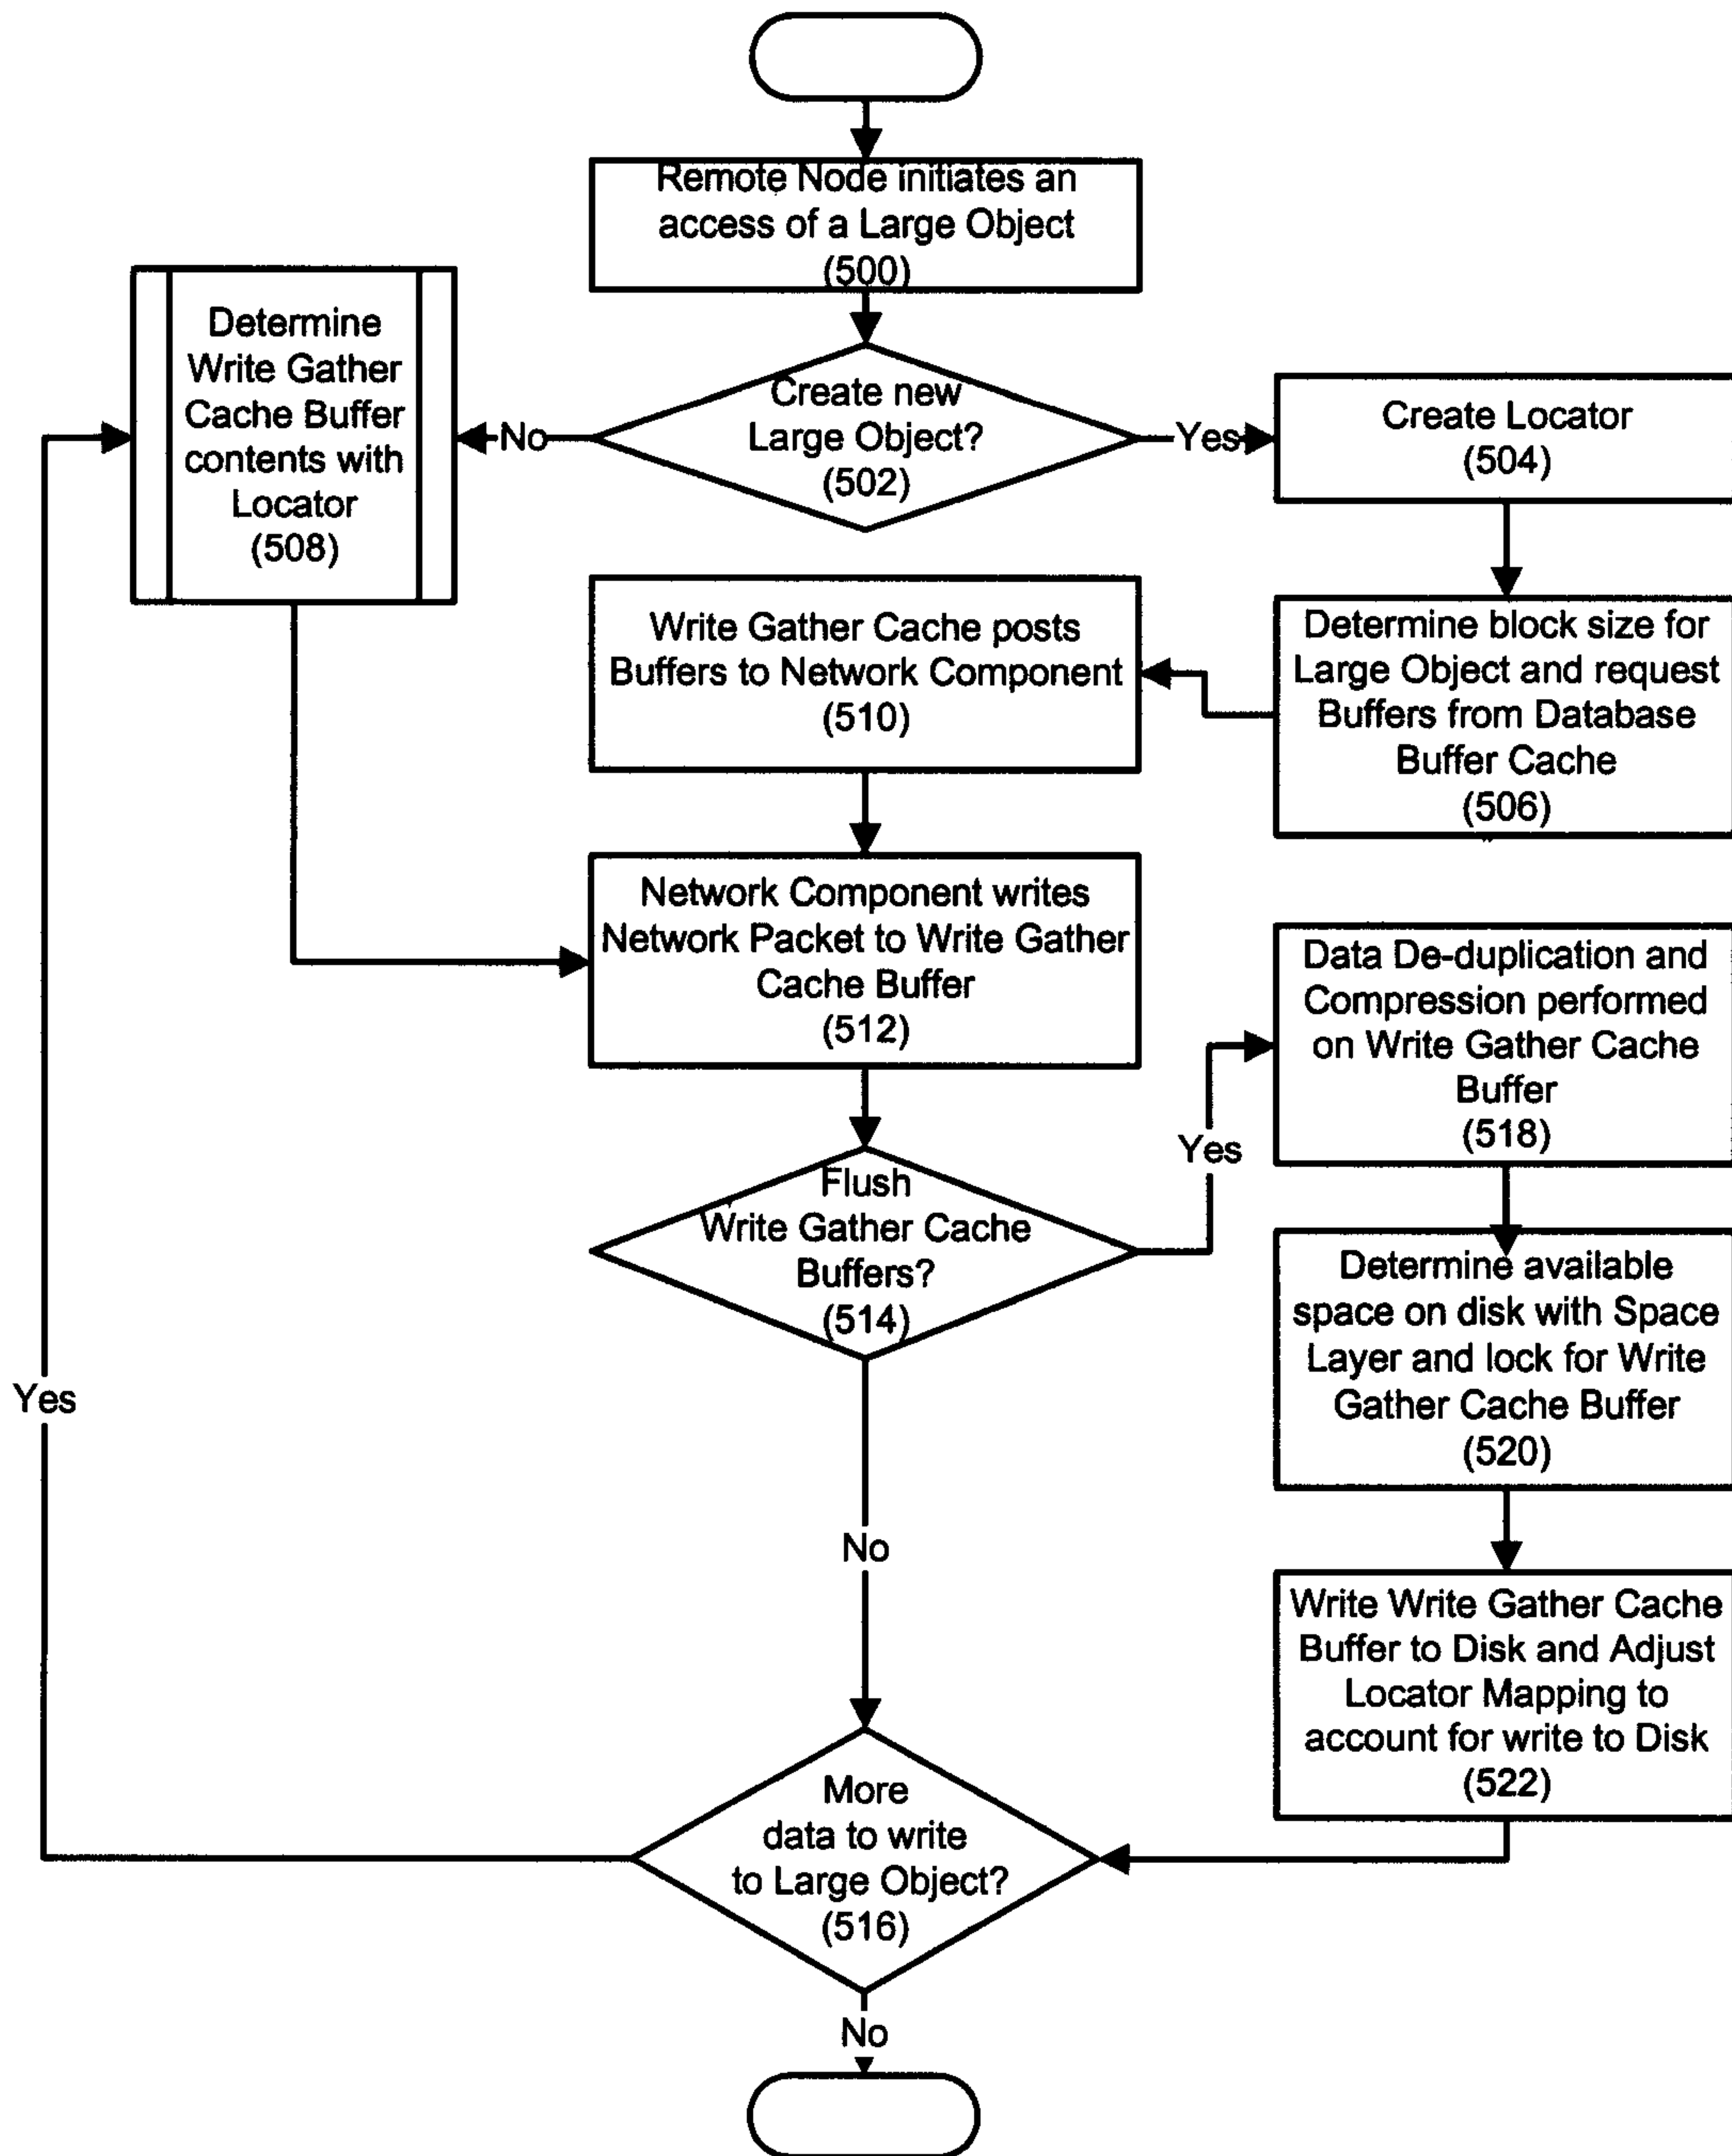 Remote Node initiates an
access of a Large Object
(500)
Determine
Write Gather
Cache Buffer
contents with
Locator
(508)
No
Create new
Large Object?
(502)
Yes
Create Locator
(504)
Write Gather Cache posts
Buffers to Network Component
(510)
Determine block size for
Large Object and request
Buffers from Database
Buffer Cache
(506)
Network Component writes
Network Packet to Write Gather
Cache Buffer
(512)
Data De-duplication and
Compression performed
on Write Gather Cache
Buffer
(518)
Yes
Flush
Write Gather Cache
Buffers?
(514)
Determine available
space on disk with Space
Layer and lock for Write
Gather Cache Buffer
(520)
Yes
No
Write Write Gather Cache
Buffer to Disk and Adjust
Locator Mapping to
account for write to Disk
(522)
More
data to write
to Large Object?
(516)
No